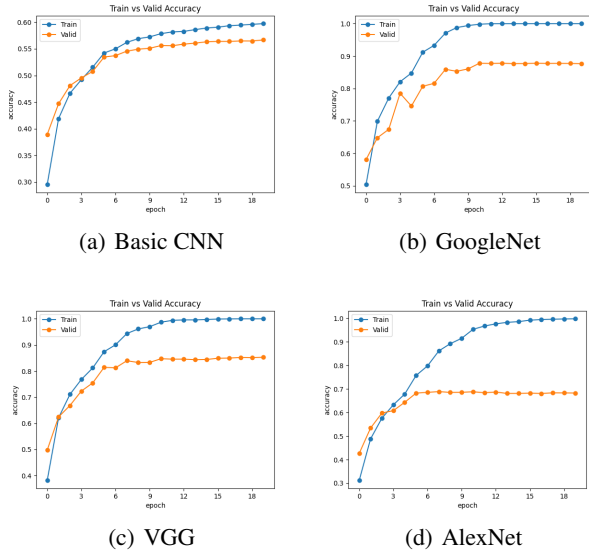 Train vs Valid Accuracy
Train
Valid
accuracy
0.60
0.55
0.50
0.45
0.40
0.35
0.30
0 3 6 9 12 15 18
epoch
(a) Basic CNN
Train vs Valid Accuracy
Train
Valid
accuracy
1.0
0.9
0.8
0.7
0.6
0.5
0 3 6 9 12 15 18
epoch
(b) GoogleNet
Train vs Valid Accuracy
Train
Valid
accuracy
1.0
0.9
0.8
0.7
0.6
0.5
0.4
0 3 6 9 12 15 18
epoch
(c) VGG
Train vs Valid Accuracy
Train
Valid
accuracy
1.0
0.9
0.8
0.7
0.6
0.5
0.4
0.3
0 3 6 9 12 15 18
epoch
(d) AlexNet